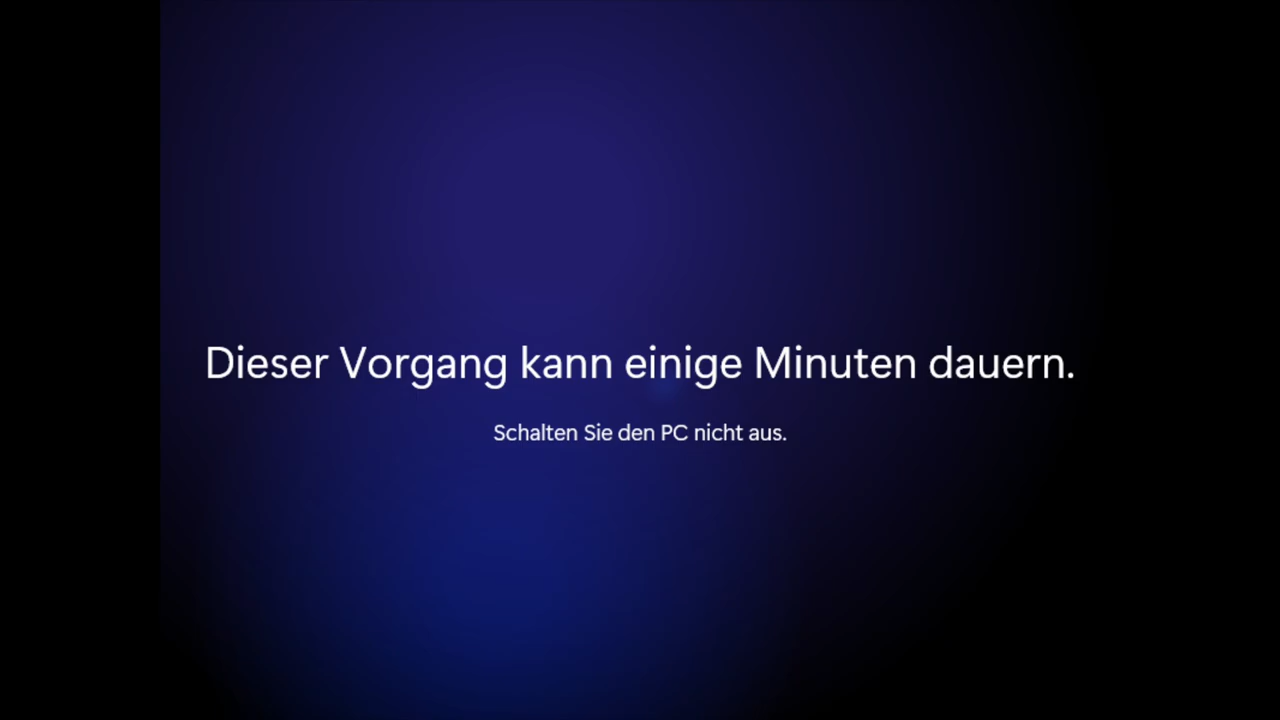 Dieser Vorgang kann einige Minuten dauern.
Schalten Sie den PC nicht aus.